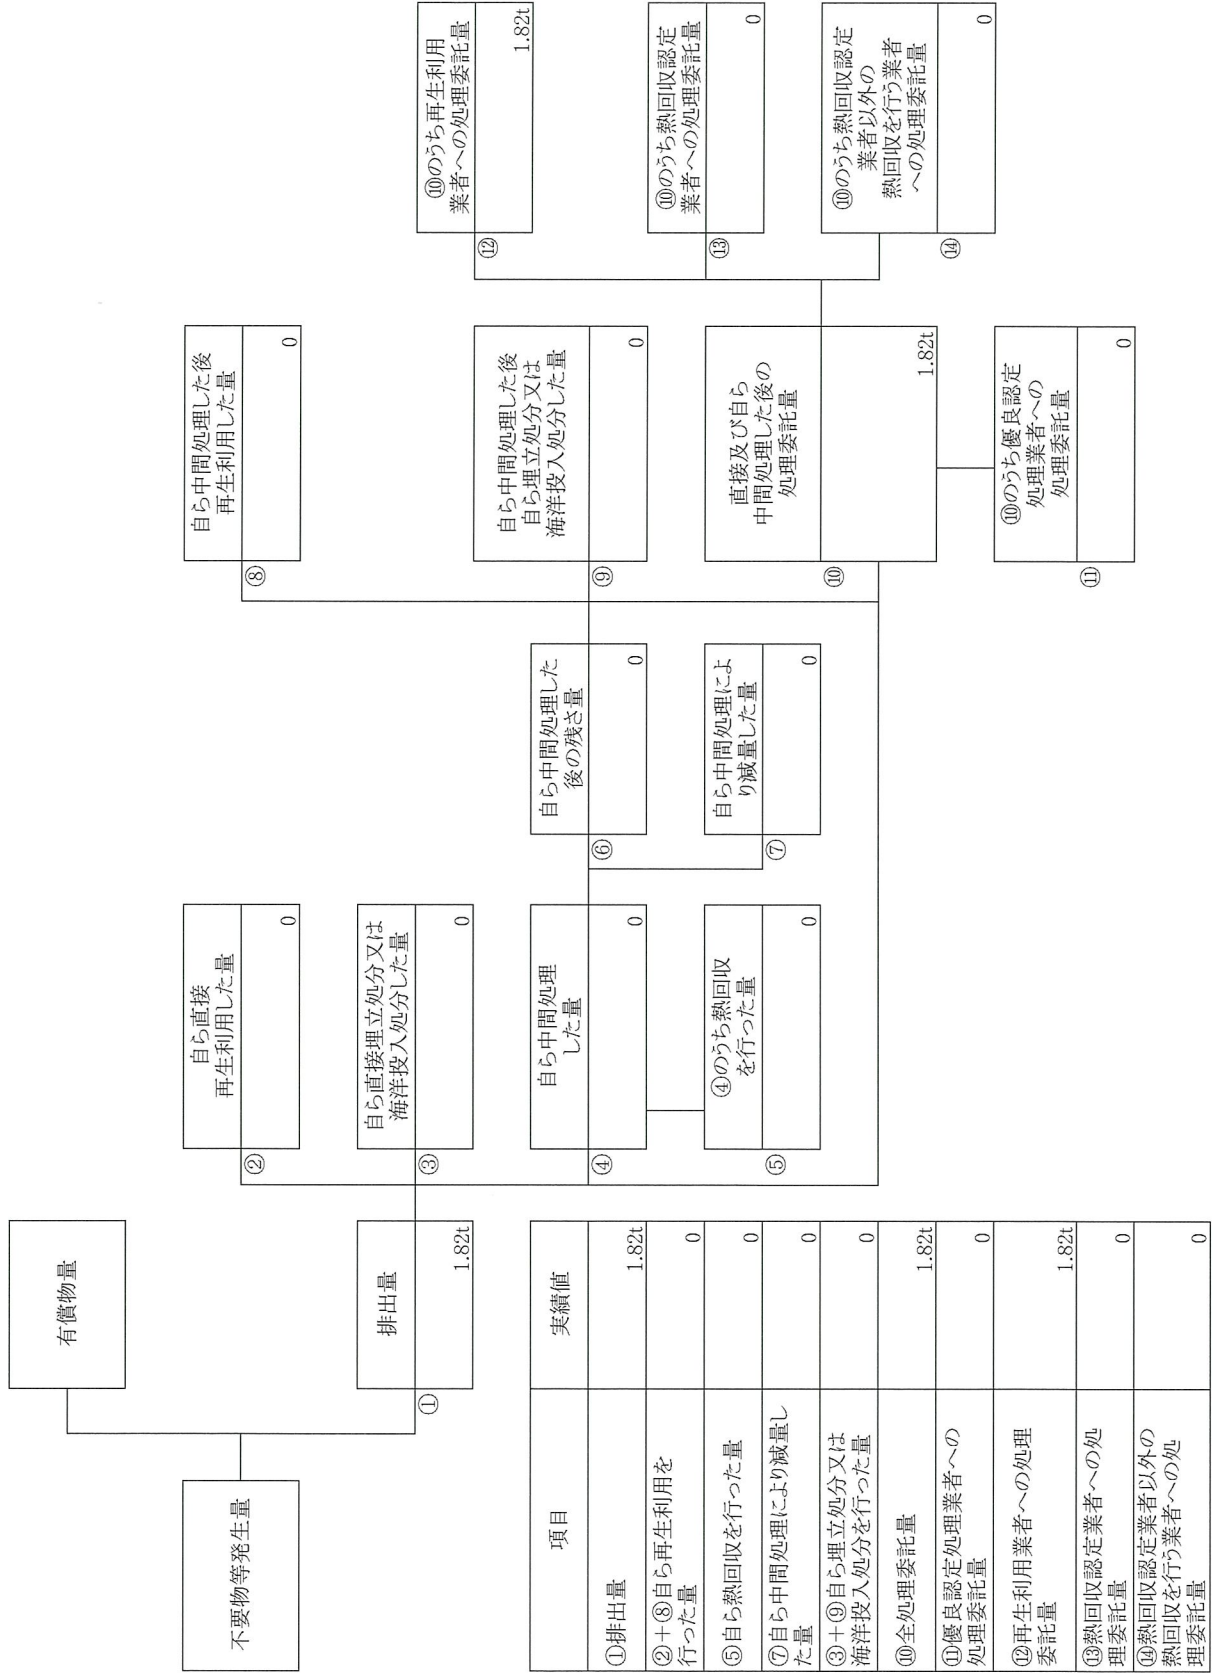 不要物等発生量
有償物量
①
排出量
1.82t
②
自ら直接
再生利用した量
0
③
自ら直接埋立処分又は
海洋投入処分した量
0
④
自ら中間処理
した量
0
⑤
④のうち熱回収
を行った量
0
⑥
自ら中間処理した
後の残さ量
0
⑦
自ら中間処理によ
り減量した量
0
⑧
自ら中間処理した後
再生利用した量
0
⑨
自ら中間処理した後
自ら埋立処分又は
海洋投入処分した量
0
⑩
直接及び自ら
中間処理した後の
処理委託量
1.82t
⑪
⑩のうち優良認定
処理業者への
処理委託量
0
⑫
⑩のうち再生利用
業者への処理委託量
1.82t
⑬
⑩のうち熱回収認定
業者への処理委託量
0
⑭
⑩のうち熱回収認定
業者以外の
熱回収を行う業者
への処理委託量
0
項目 実績値
①排出量 1.82t
②+⑧自ら再生利用を
行った量 0
⑤自ら熱回収を行った量 0
⑦自ら中間処理により減量し
た量 0
③+⑨自ら埋立処分又は
海洋投入処分を行った量 0
⑩全処理委託量 1.82t
⑪優良認定処理業者への
処理委託量 0
⑫再生利用業者への処理
委託量 1.82t
⑬熱回収認定業者への処
理委託量 0
⑭熱回収認定業者以外の
熱回収を行う業者への処
理委託量 0